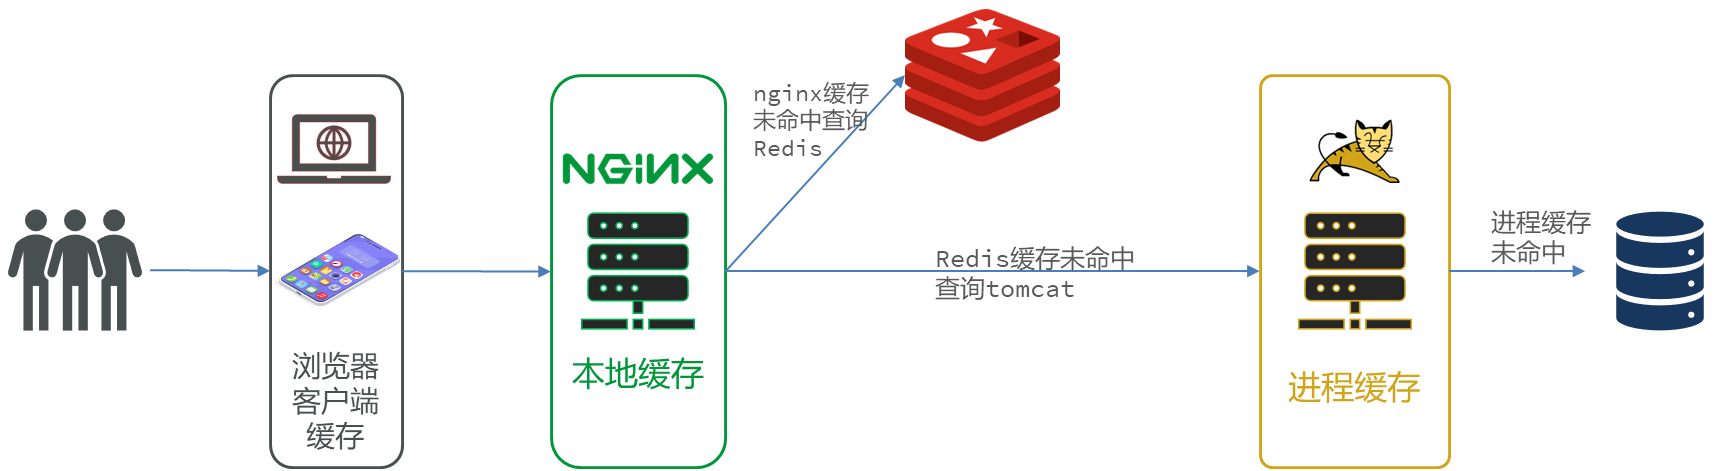 浏览器
客户端
缓存
NGINX
本地缓存
nginx缓存
未命中查询
Redis
Redis缓存未命中
查询tomcat
进程缓存
进程缓存
未命中